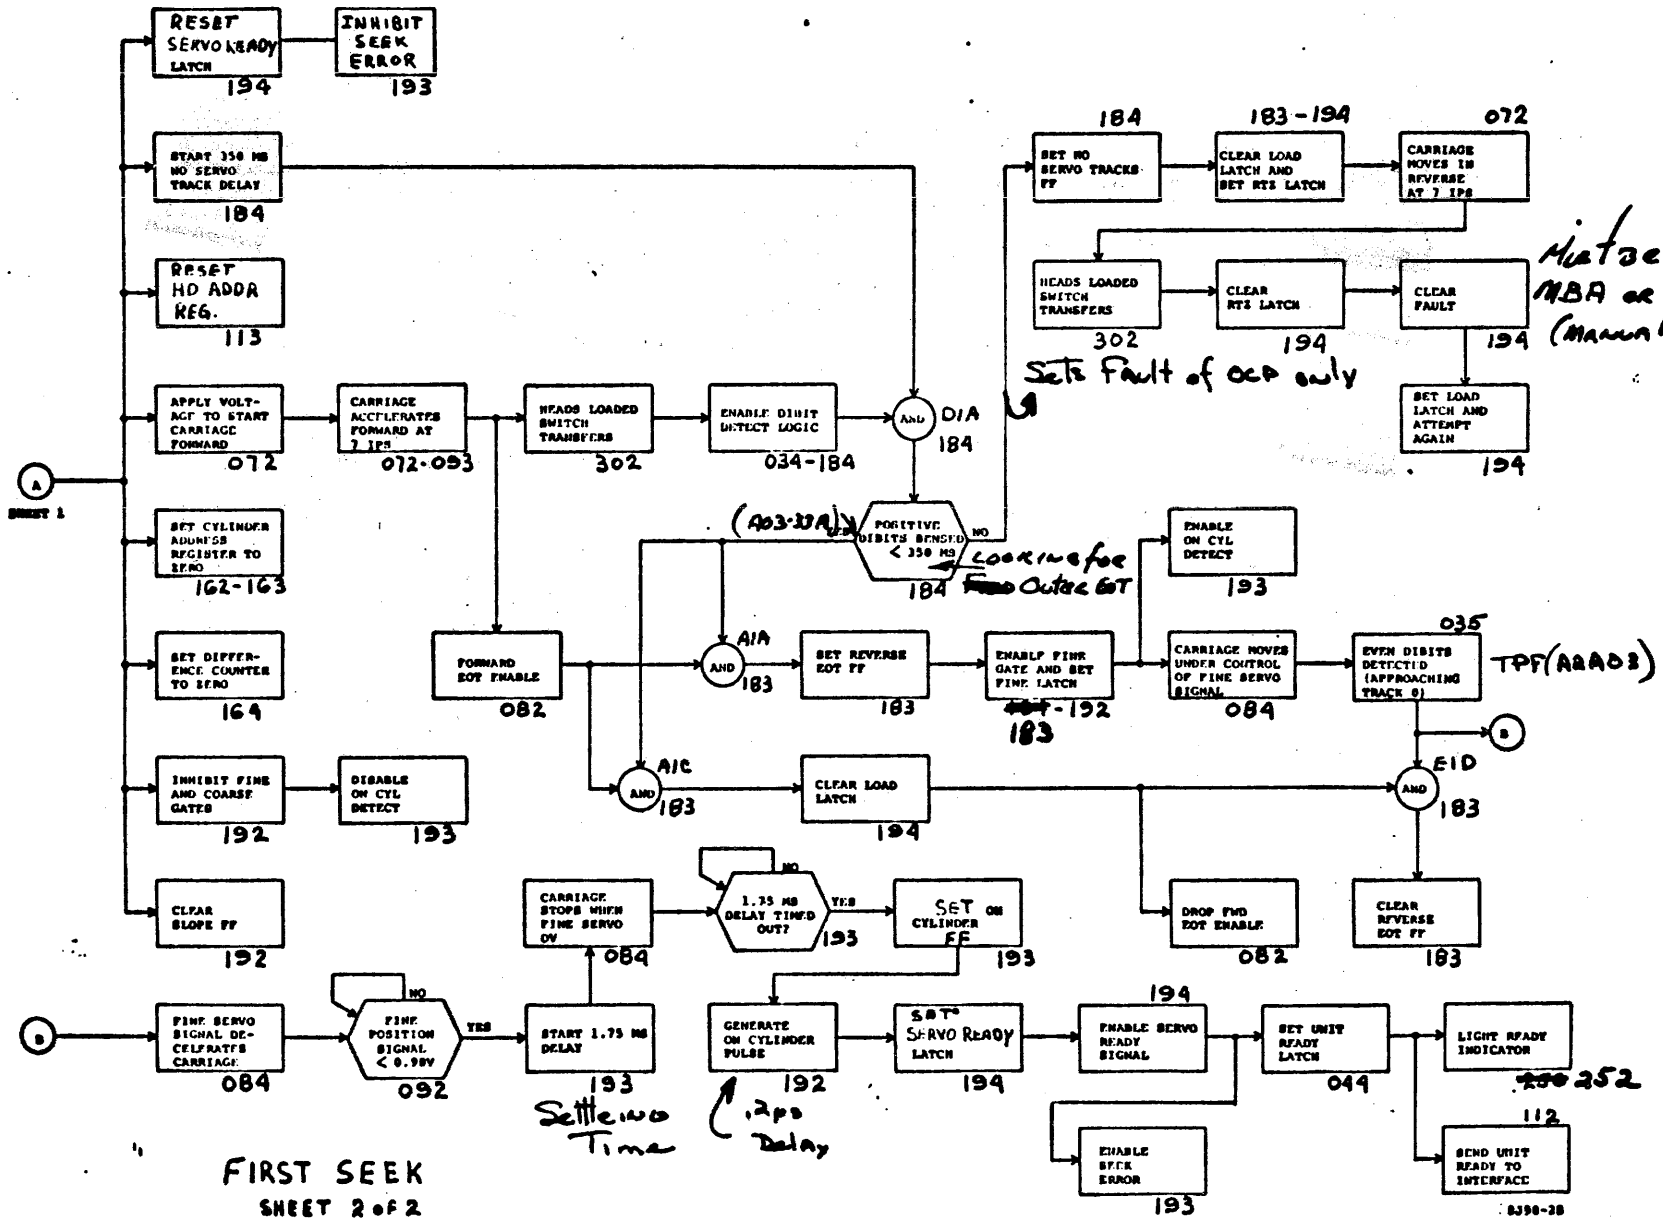 RESET
SERVO READY
LATCH
194
INHIBIT
SEEK
ERROR
193
START 350 MS
NO SERVO
TRACK DELAY
184
184
SET NO
SERVO TRACKS
FF
183-194
CLEAR LOAD
LATCH AND
SET RTZ LATCH
072
CARRIAGE
MOVES IN
REVERSE
AT 7 IPS
RESET
HD ADDR
REG.
113
HEADS LOADED
SWITCH
TRANSFERS
302
CLEAR
RTZ LATCH
194
CLEAR
FAULT
194
MBA or
Sets Fault of OCP only
SET LOAD
LATCH AND
ATTEMPT
AGAIN
194
APPLY VOLT-
AGE TO START
CARRIAGE
FORWARD
072
CARRIAGE
ACCELERATES
FORWARD AT
7 IPS
072-093
HEADS LOADED
SWITCH
TRANSFERS
302
ENABLE DIBIT
DETECT LOGIC
034-184
AND
D1A
184
A
SHEET 1
SET CYLINDER
ADDRESS
REGISTER TO
ZERO
162-163
(A03-33A)
POSITIVE
DIBITS SENSED
< 350 MS
NO
184
Looking for
Outer EOT
ENABLE
ON CYL
DETECT
193
SET DIFFER-
ENCE COUNTER
TO ZERO
164
FORWARD
EOT ENABLE
082
A1A
AND
183
SET REVERSE
EOT FF
183
ENABLE FINE
GATE AND SET
FINE LATCH
-192
183
CARRIAGE MOVES
UNDER CONTROL
OF FINE SERVO
SIGNAL
084
035
EVEN DIBITS
DETECTED
(APPROACHING
TRACK 0)
TPF (A2A03)
B
INHIBIT FINE
AND COARSE
GATES
192
DISABLE
ON CYL
DETECT
193
A1C
AND
183
CLEAR LOAD
LATCH
194
E1D
AND
183
CLEAR
SLOPE FF
192
CARRIAGE
STOPS WHEN
FINE SERVO
0V
084
NO
1.75 MS
DELAY TIMED
OUT?
YES
193
SET ON
CYLINDER
FF
193
DROP FWD
EOT ENABLE
082
CLEAR
REVERSE
EOT FF
183
B
FINE SERVO
SIGNAL DE-
CELERATES
CARRIAGE
084
NO
FINE
POSITION
SIGNAL
< 0.90V
YES
092
START 1.75 MS
DELAY
193
Settleing
Time
GENERATE
ON CYLINDER
PULSE
192
.2µs
Delay
SET
SERVO READY
LATCH
194
194
ENABLE SERVO
READY
SIGNAL
SET UNIT
READY
LATCH
044
LIGHT READY
INDICATOR
252
ENABLE
SEEK
ERROR
193
112
SEND UNIT
READY TO
INTERFACE
FIRST SEEK
SHEET 2 OF 2